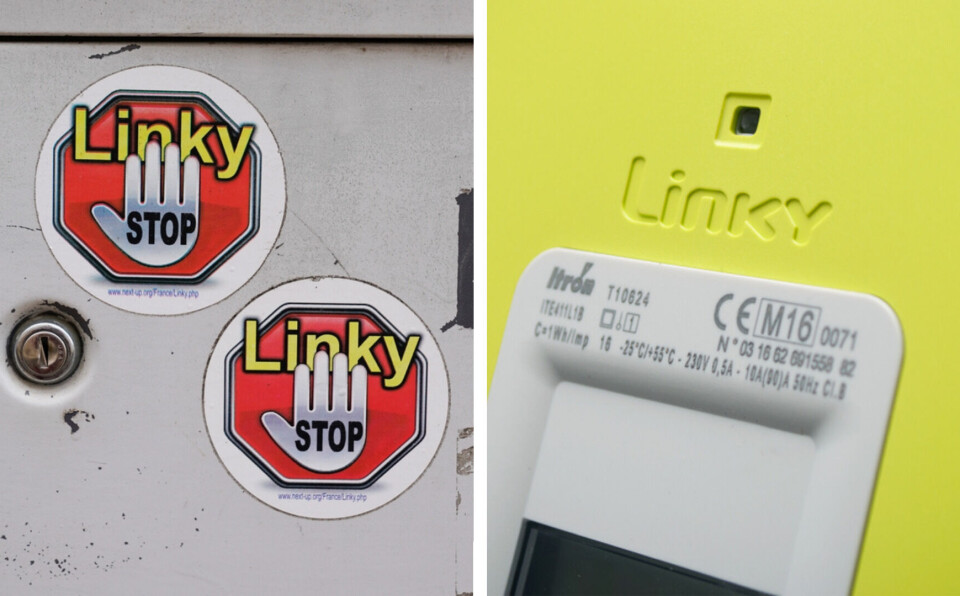 Linky
STOP
www.next-up.org/France/Linky.php
Linky
STOP
www.next-up.org/France/Linky.php
Linky
Itron T10624
ITE411L1B
C=1Wh/Imp 16 -25°C/+55°C - 230V 0,5A - 10A(90)A 50Hz Cl.B
CE M16 0071
N° 03 16 62 691558 82